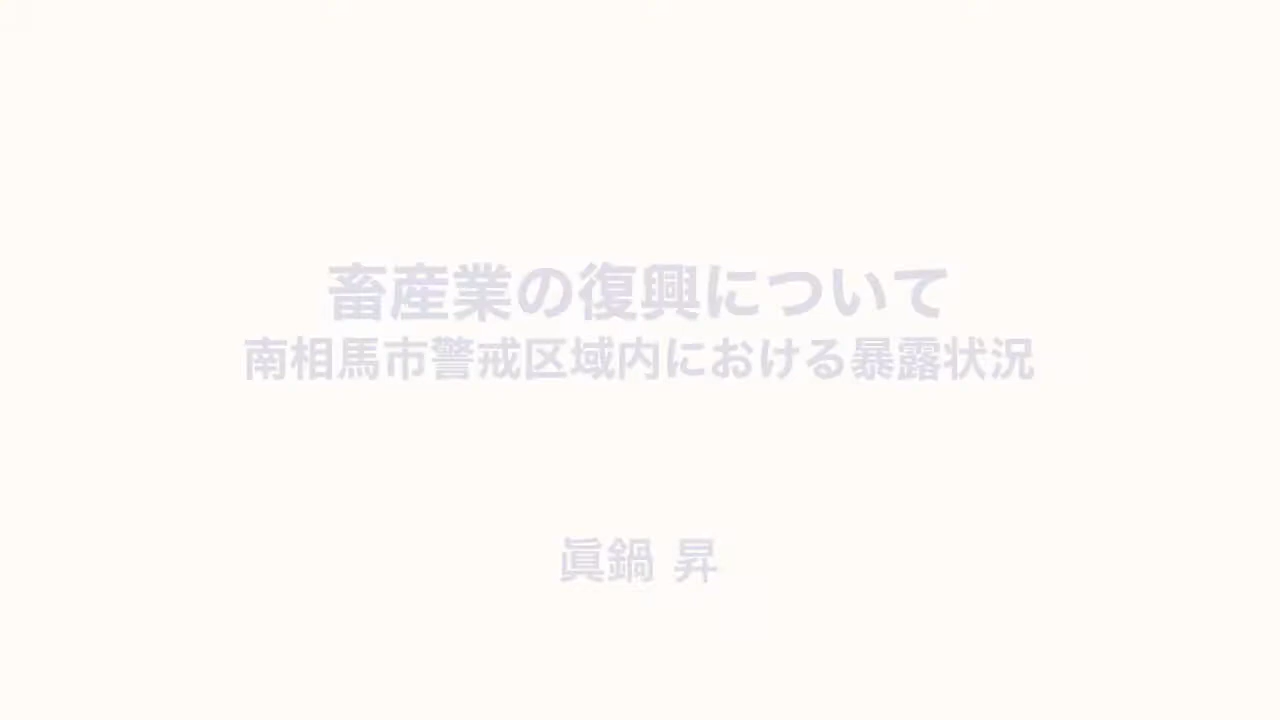 畜産業の復興について
南相馬市警戒区域内における暴露状況
眞鍋 昇